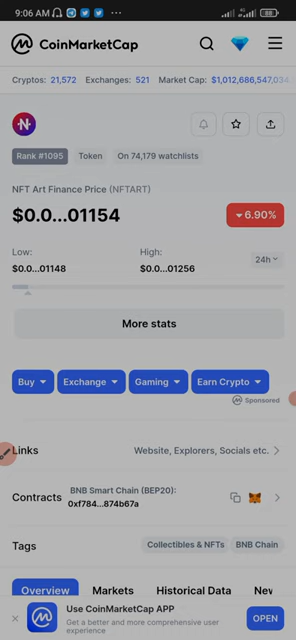 9:06 AM
CoinMarketCap
Cryptos: 21,572 Exchanges: 521 Market Cap: $1,012,686,547,034
Rank #1095 Token On 74,179 watchlists
NFT Art Finance Price (NFTART)
$0.0...01154 6.90%
Low: High:
$0.0...01148 $0.0...01256 24h
More stats
Buy Exchange Gaming Earn Crypto
Sponsored
Links Website, Explorers, Socials etc.
BNB Smart Chain (BEP20):
Contracts
0xf784...874b67a
Tags Collectibles & NFTs BNB Chain
Overview Markets Historical Data New
Use CoinMarketCap APP
Get a better and more comprehensive user
experience
OPEN